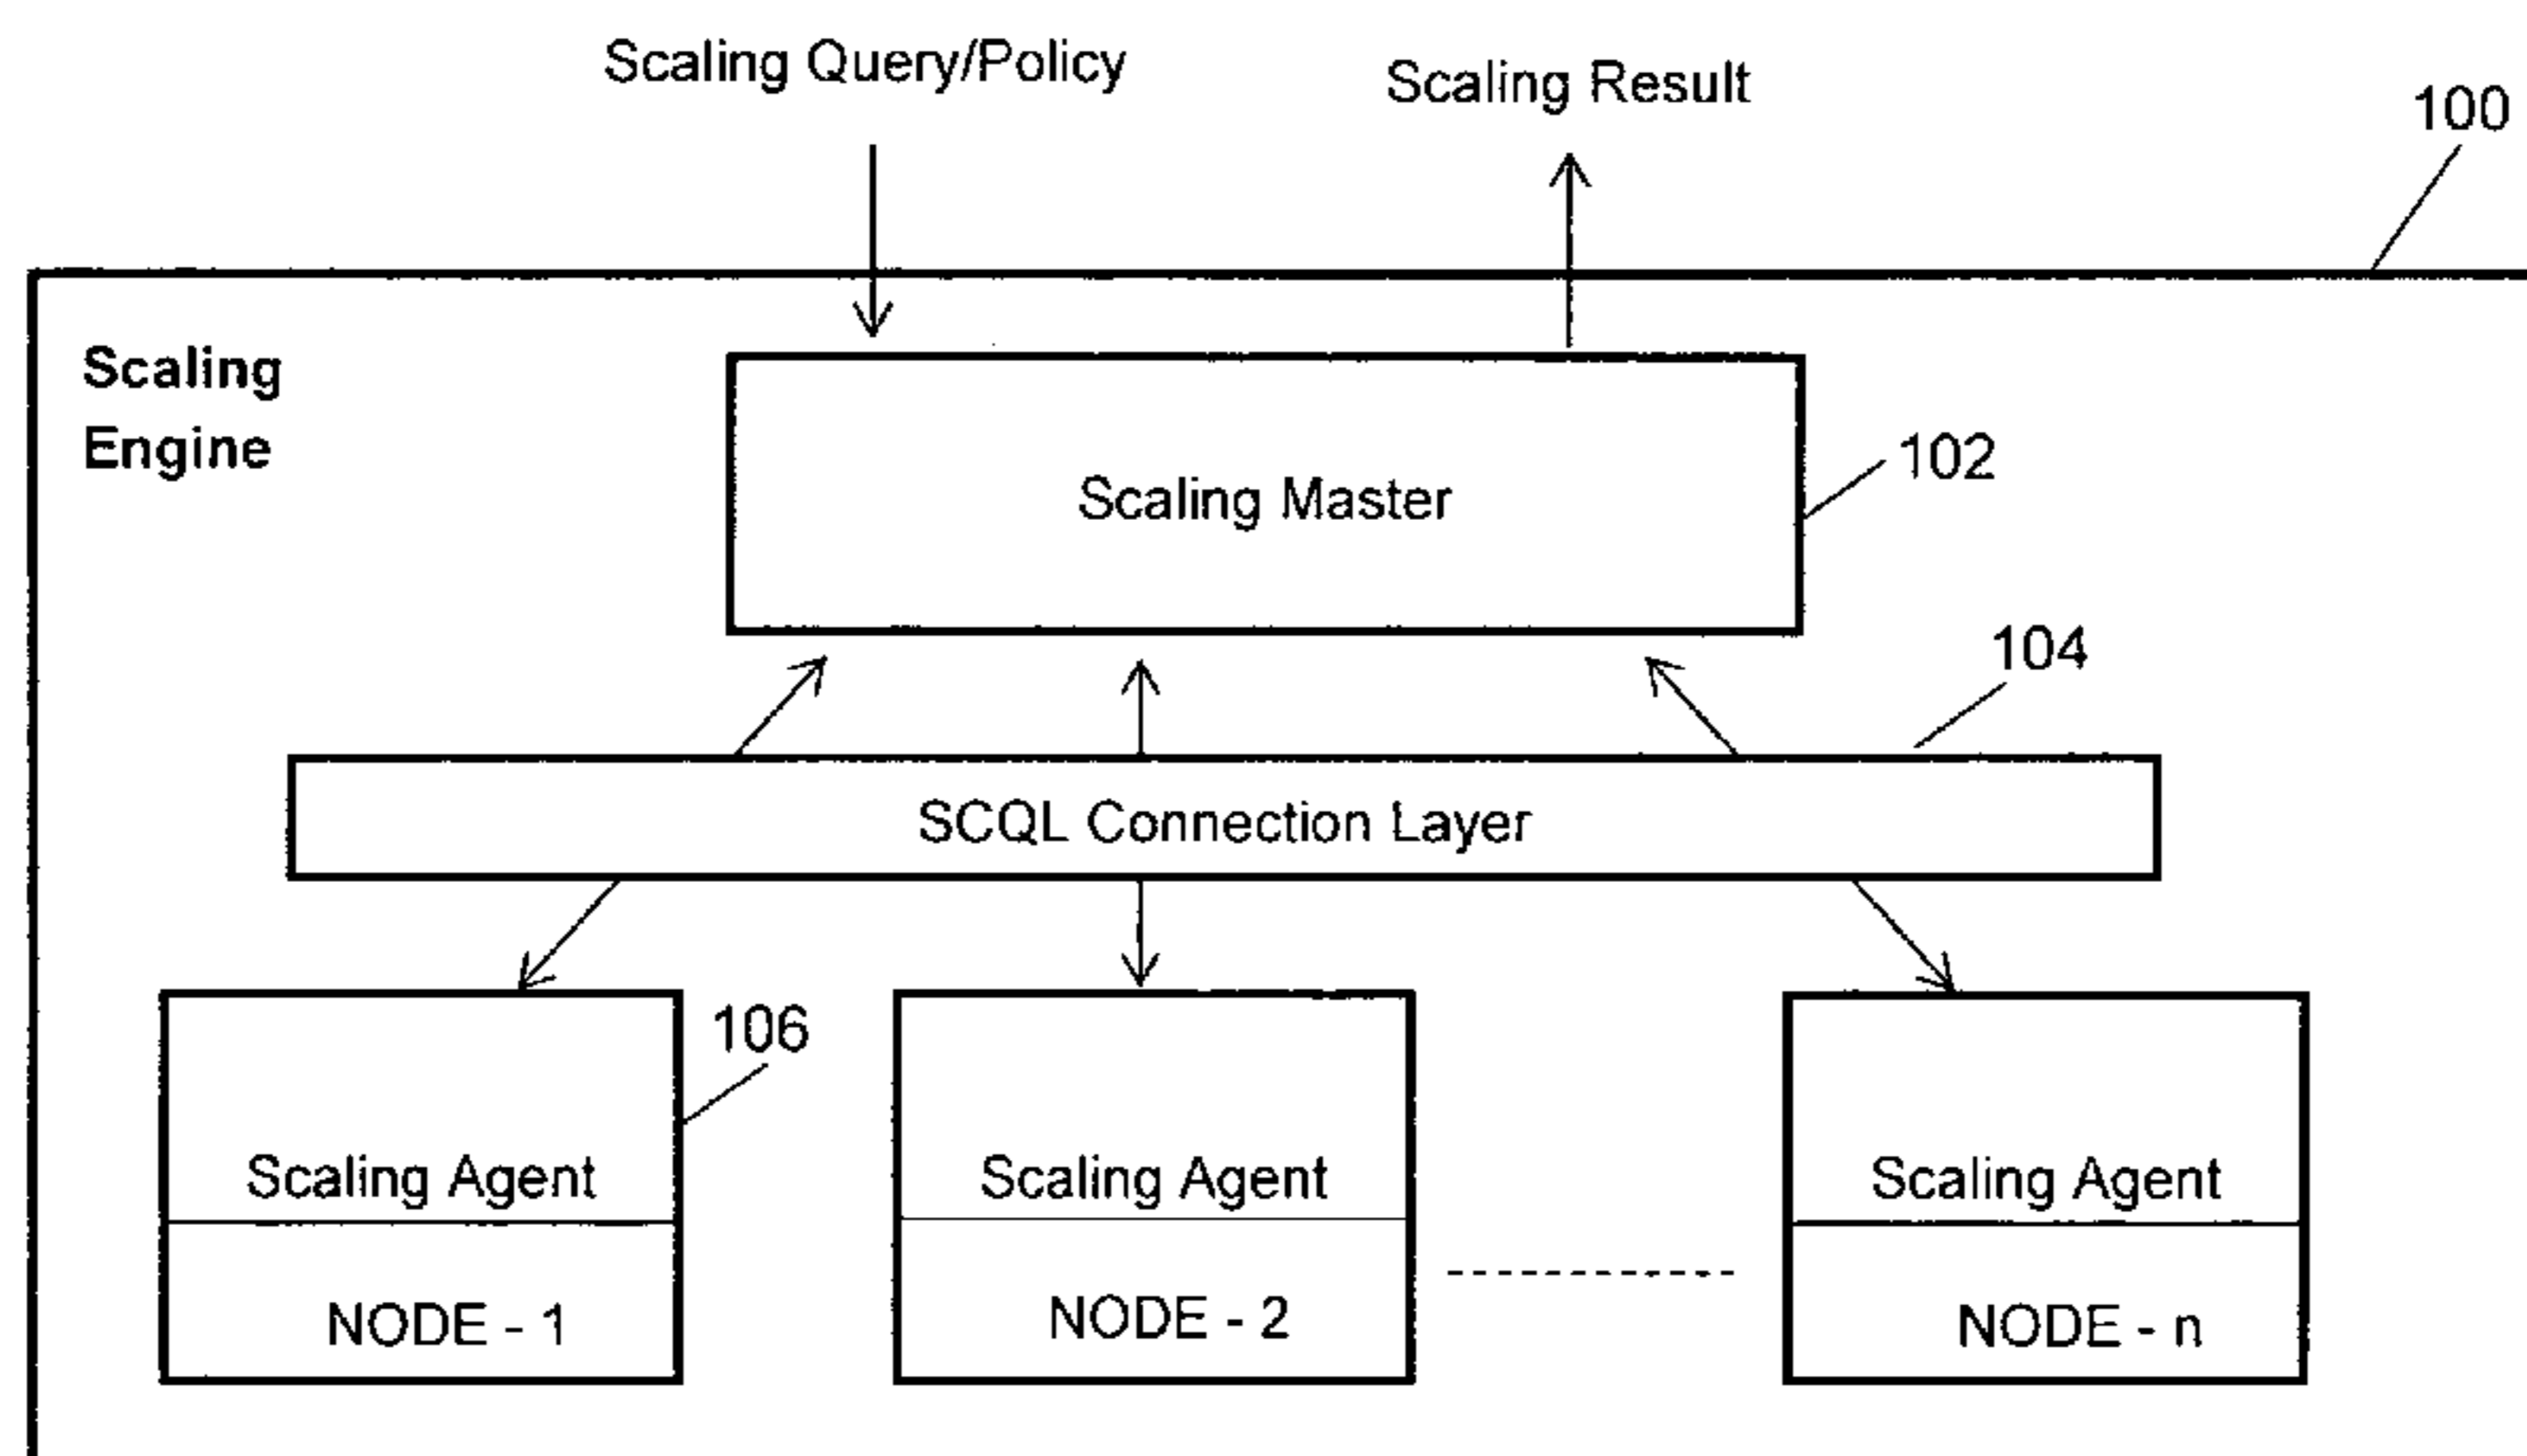 Scaling Query/Policy
Scaling Result
100
Scaling
Engine
Scaling Master
102
104
SCQL Connection Layer
106
Scaling Agent
Scaling Agent
Scaling Agent
NODE - 1
NODE - 2
NODE - n